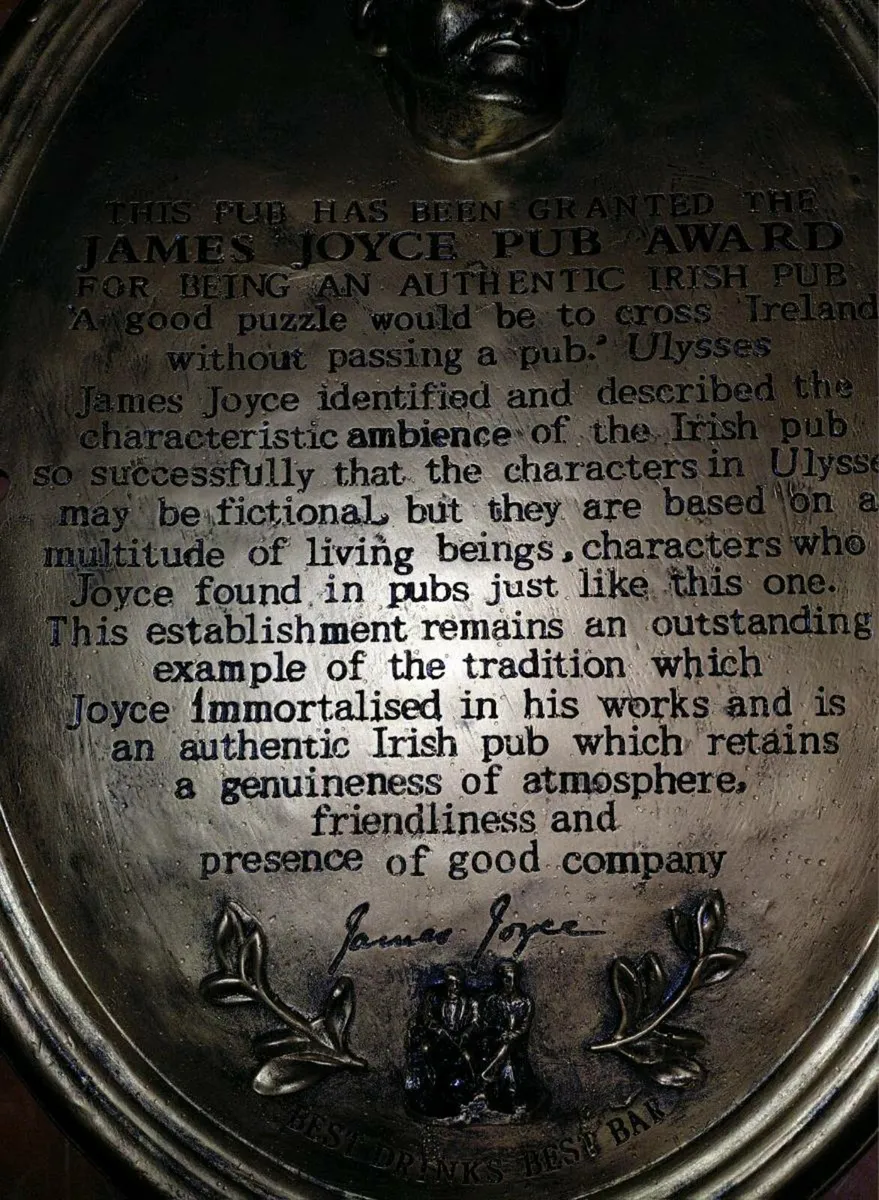 THIS PUB HAS BEEN GRANTED THE
JAMES JOYCE PUB AWARD
FOR BEING AN AUTHENTIC IRISH PUB
'A good puzzle would be to cross Ireland
without passing a pub.' Ulysses
James Joyce identified and described the
characteristic ambience of the Irish pub
so successfully that the characters in Ulysse
may be fictional, but they are based on a
multitude of living beings, characters who
Joyce found in pubs just like this one.
This establishment remains an outstanding
example of the tradition which
Joyce immortalised in his works and is
an authentic Irish pub which retains
a genuineness of atmosphere,
friendliness and
presence of good company
James Joyce
BEST DRINKS BEST BAR